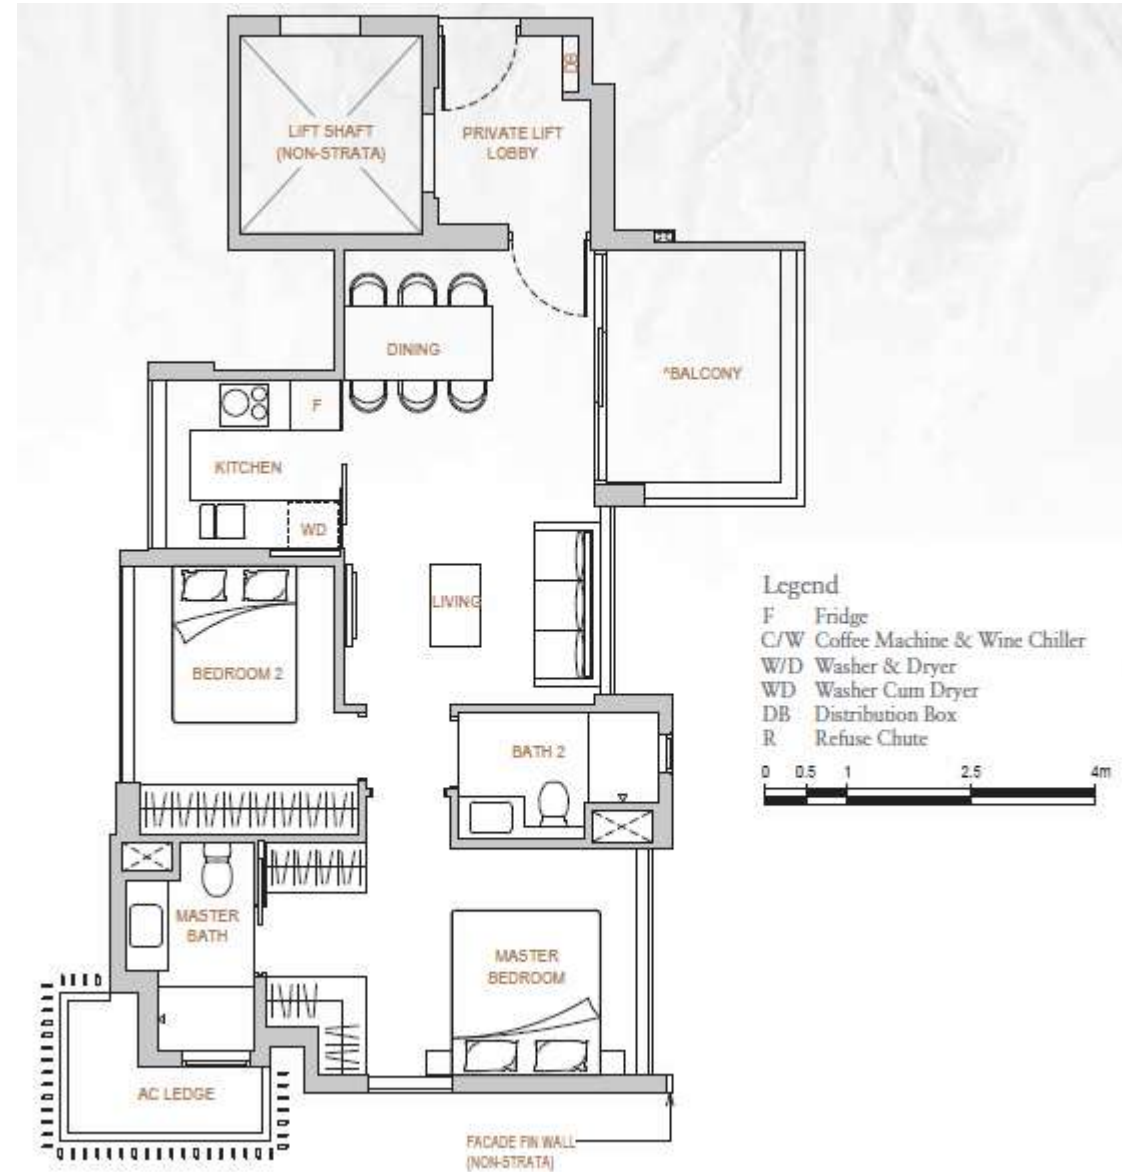 DB
LIFT SHAFT
(NON-STRATA)
PRIVATE LIFT
LOBBY
DINING
^BALCONY
F
KITCHEN
WD
LIVING
BEDROOM 2
BATH 2
MASTER
BATH
MASTER
BEDROOM
AC LEDGE
FACADE FIN WALL
(NON-STRATA)
Legend
F Fridge
C/W Coffee Machine & Wine Chiller
W/D Washer & Dryer
WD Washer Cum Dryer
DB Distribution Box
R Refuse Chute
0 0.5 1 2.5 4m